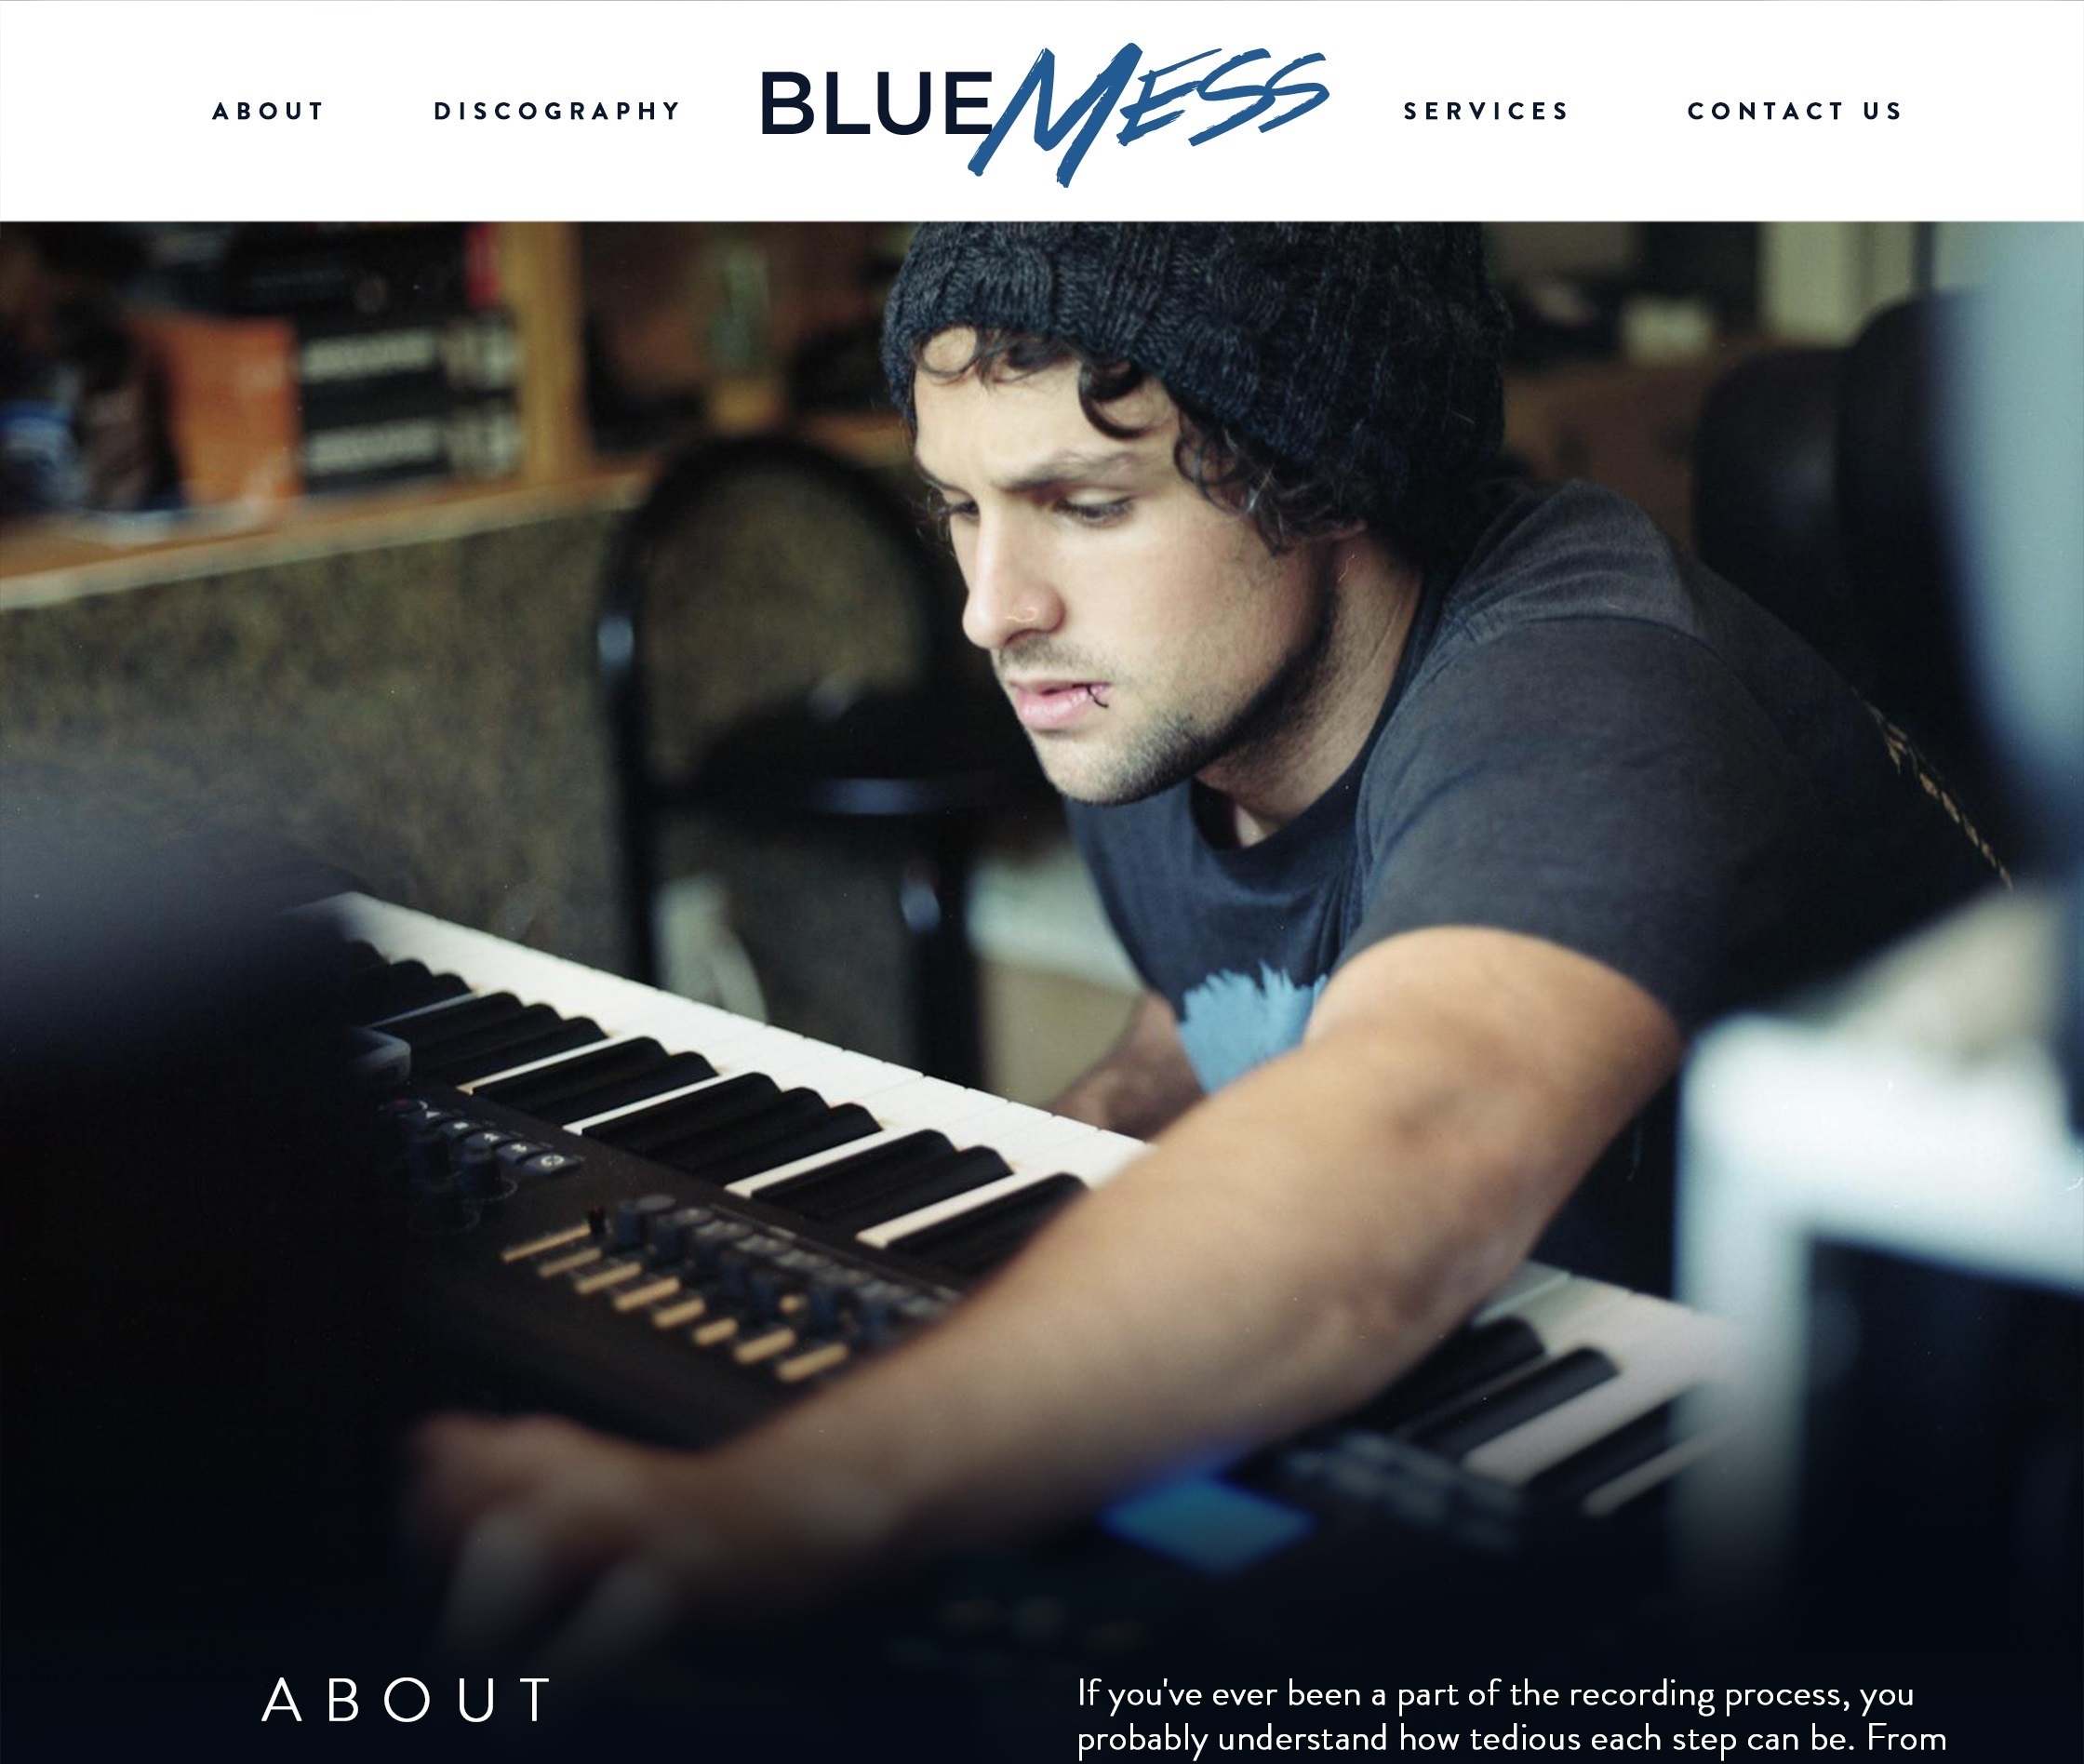 ABOUT DISCOGRAPHY BLUEMESS SERVICES CONTACT US
ABOUT
If you've ever been a part of the recording process, you
probably understand how tedious each step can be. From